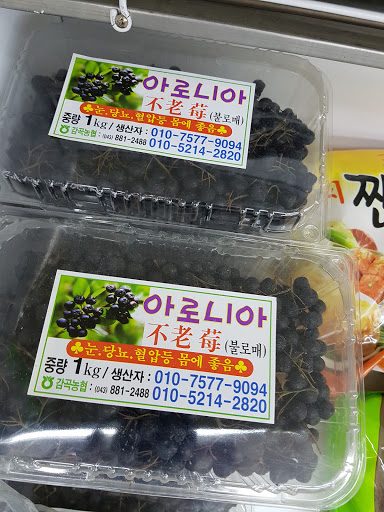 아로니아
不老莓(불로매)
♣눈.당뇨.혈압등 몸에 좋음♣
중량 1kg / 생산자 : 010-7577-9094
감곡농협 : (043) 881-2488 010-5214-2820
찐
아로니아
不老莓(불로매)
♣눈.당뇨.혈압등 몸에 좋음♣
중량 1kg / 생산자 : 010-7577-9094
감곡농협 : (043) 881-2488 010-5214-2820